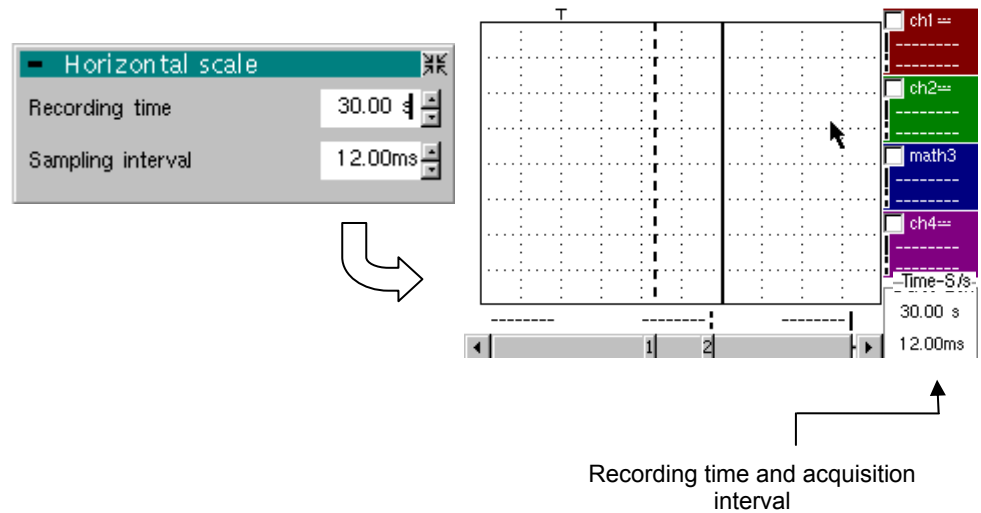 Horizontal scale
Recording time 30.00 s
Sampling interval 12.00ms
T
ch1
--------
--------
ch2
--------
--------
math3
--------
--------
ch4
--------
--------
Time-S/s
30.00 s
12.00ms
-------- -------- --------
1 2
Recording time and acquisition
interval